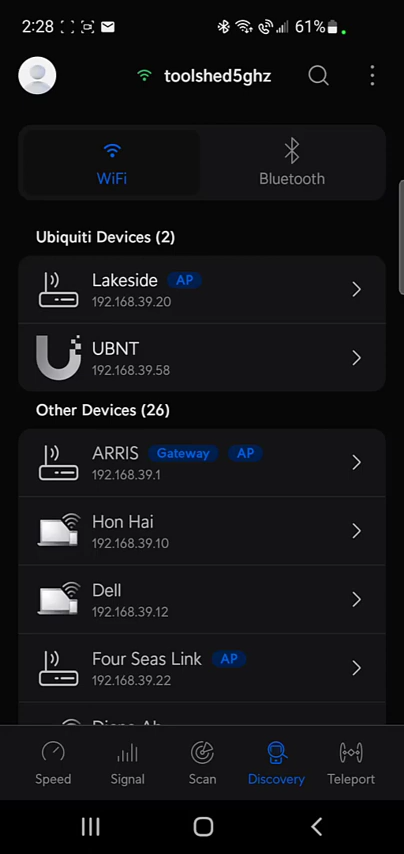 2:28 61%
toolshed5ghz
WiFi
Bluetooth
Ubiquiti Devices (2)
Lakeside AP
192.168.39.20
UBNT
192.168.39.58
Other Devices (26)
ARRIS Gateway AP
192.168.39.1
Hon Hai
192.168.39.10
Dell
192.168.39.12
Four Seas Link AP
192.168.39.22
Speed Signal Scan Discovery Teleport